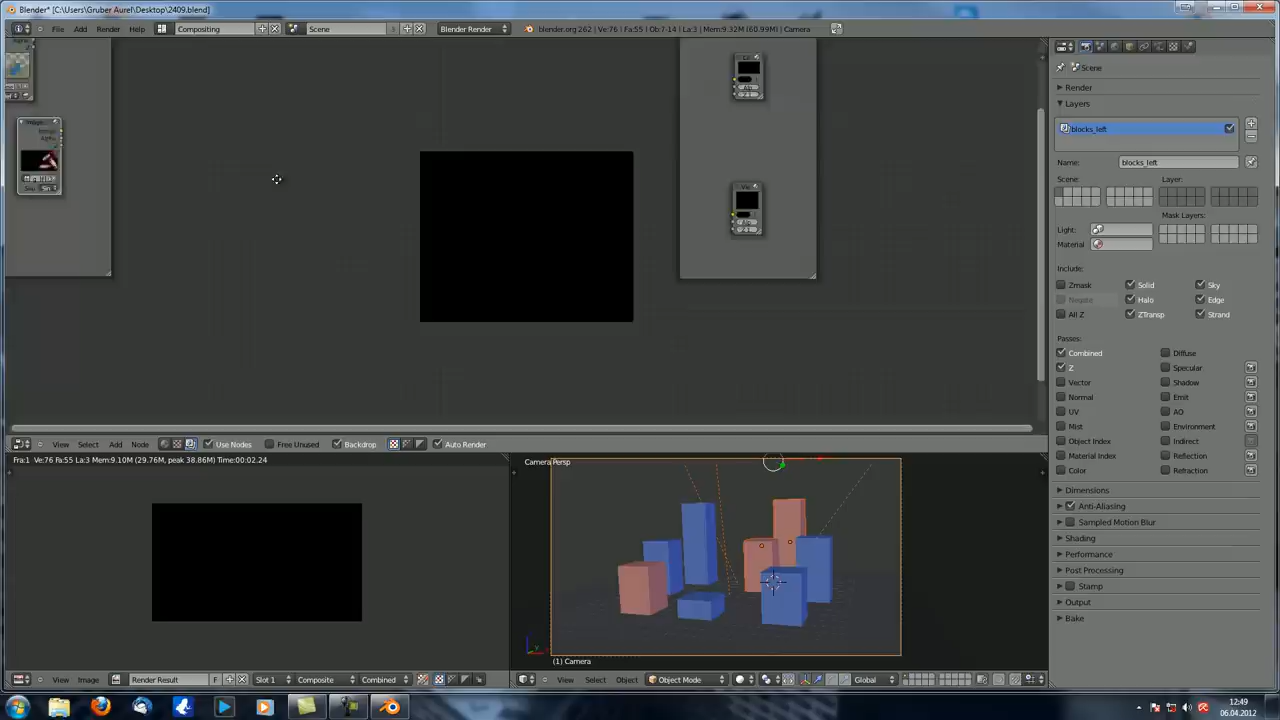 Blender* [C:\Users\Gruber Aurel\Desktop\2409.blend]
File Add Render Help Compositing Scene Blender Render blender.org 262 | Ve:76 | Fa:55 | Ob:7-14 | La:3 | Mem:9.32M (60.99M) | Camera
Scene
Render
Layers
blocks_left
Name: blocks_left
Scene: Layer:
Mask Layers:
Light:
Material
Include:
Zmask Solid Sky
Negate Halo Edge
All Z ZTransp Strand
Passes:
Combined Diffuse
Z Specular
Vector Shadow
Normal Emit
UV AO
Mist Environment
Object Index Indirect
Material Index Reflection
Color Refraction
Dimensions
Anti-Aliasing
Sampled Motion Blur
Shading
Performance
Post Processing
Stamp
Output
Bake
View Select Add Node Use Nodes Free Unused Backdrop Auto Render
Fra:1 Ve:76 Fa:55 La:3 Mem:9.10M (29.76M, peak 38.86M) Time:00:02.24
Camera Persp
(1) Camera
View Image Render Result F Slot 1 Composite Combined
View Select Object Object Mode Global
12:49
06.04.2012